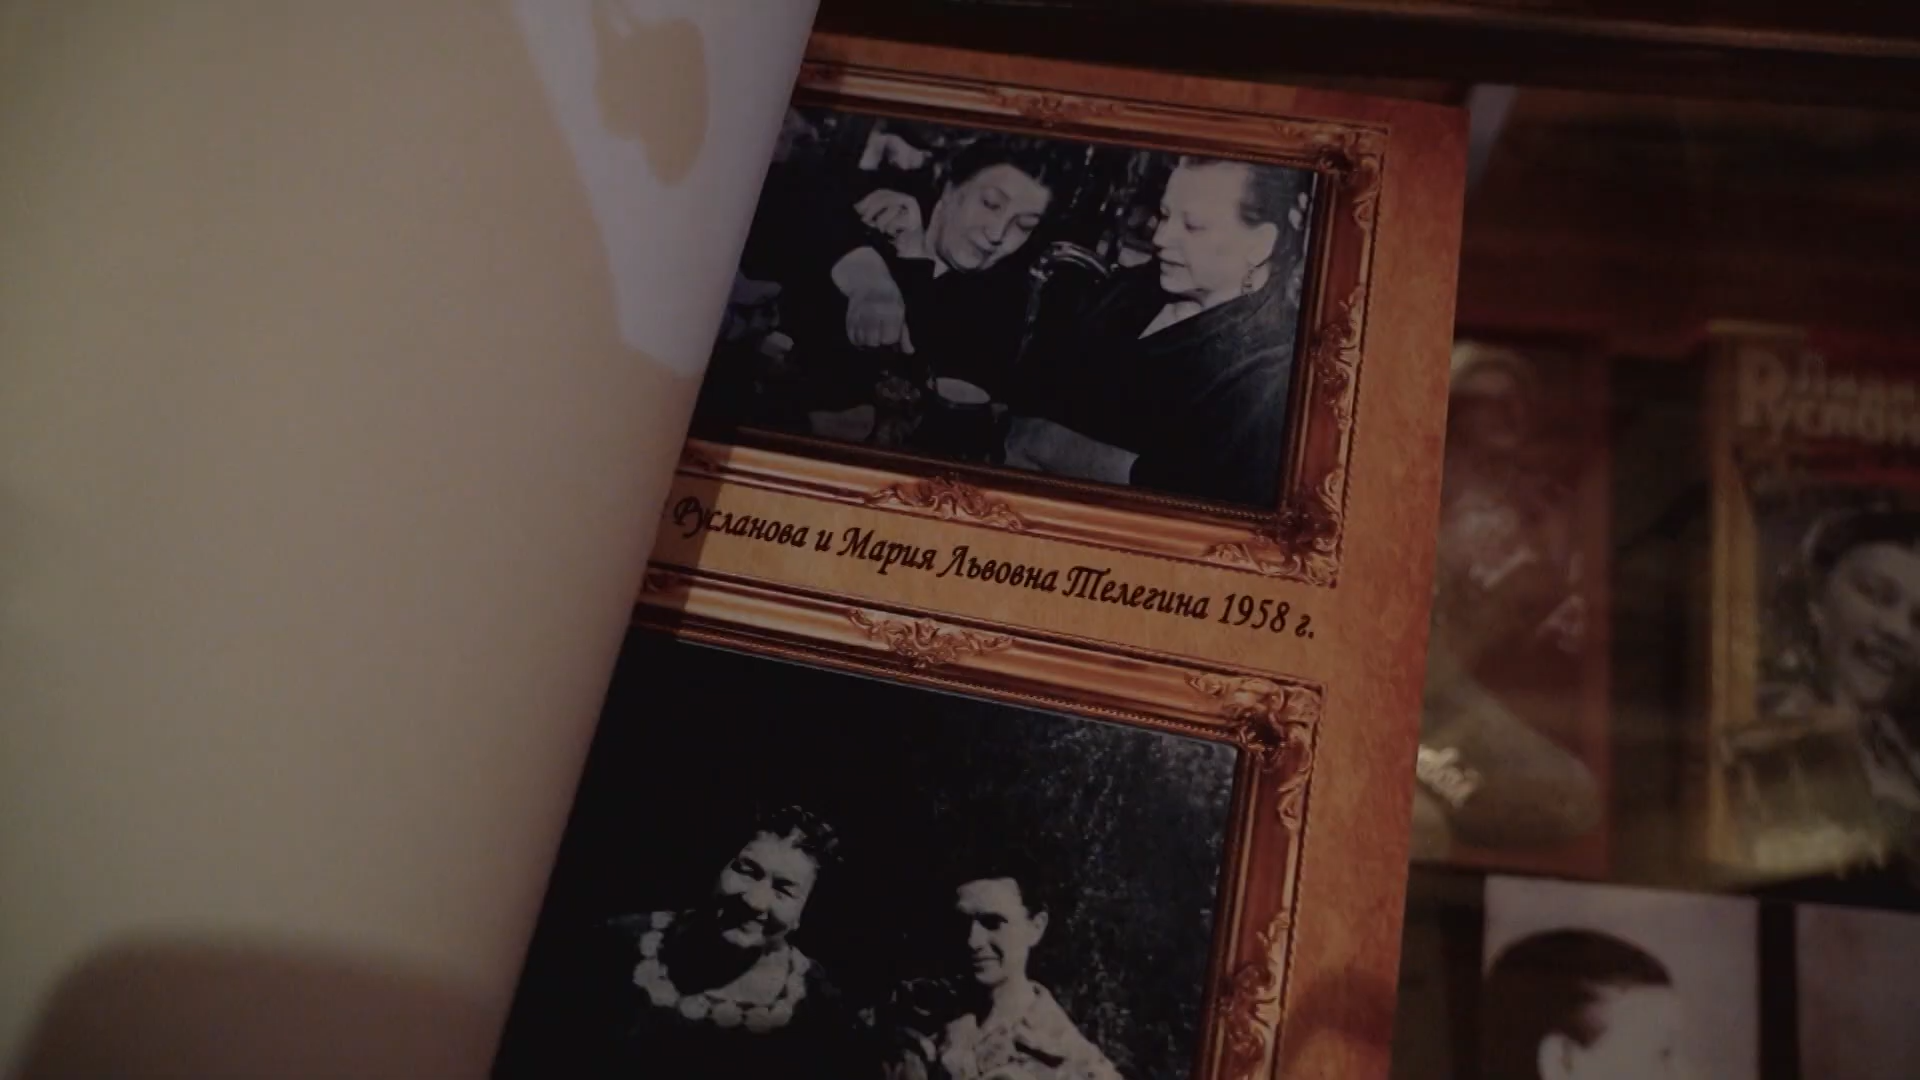 Русланова и Мария Львовна Телегина 1958 г.